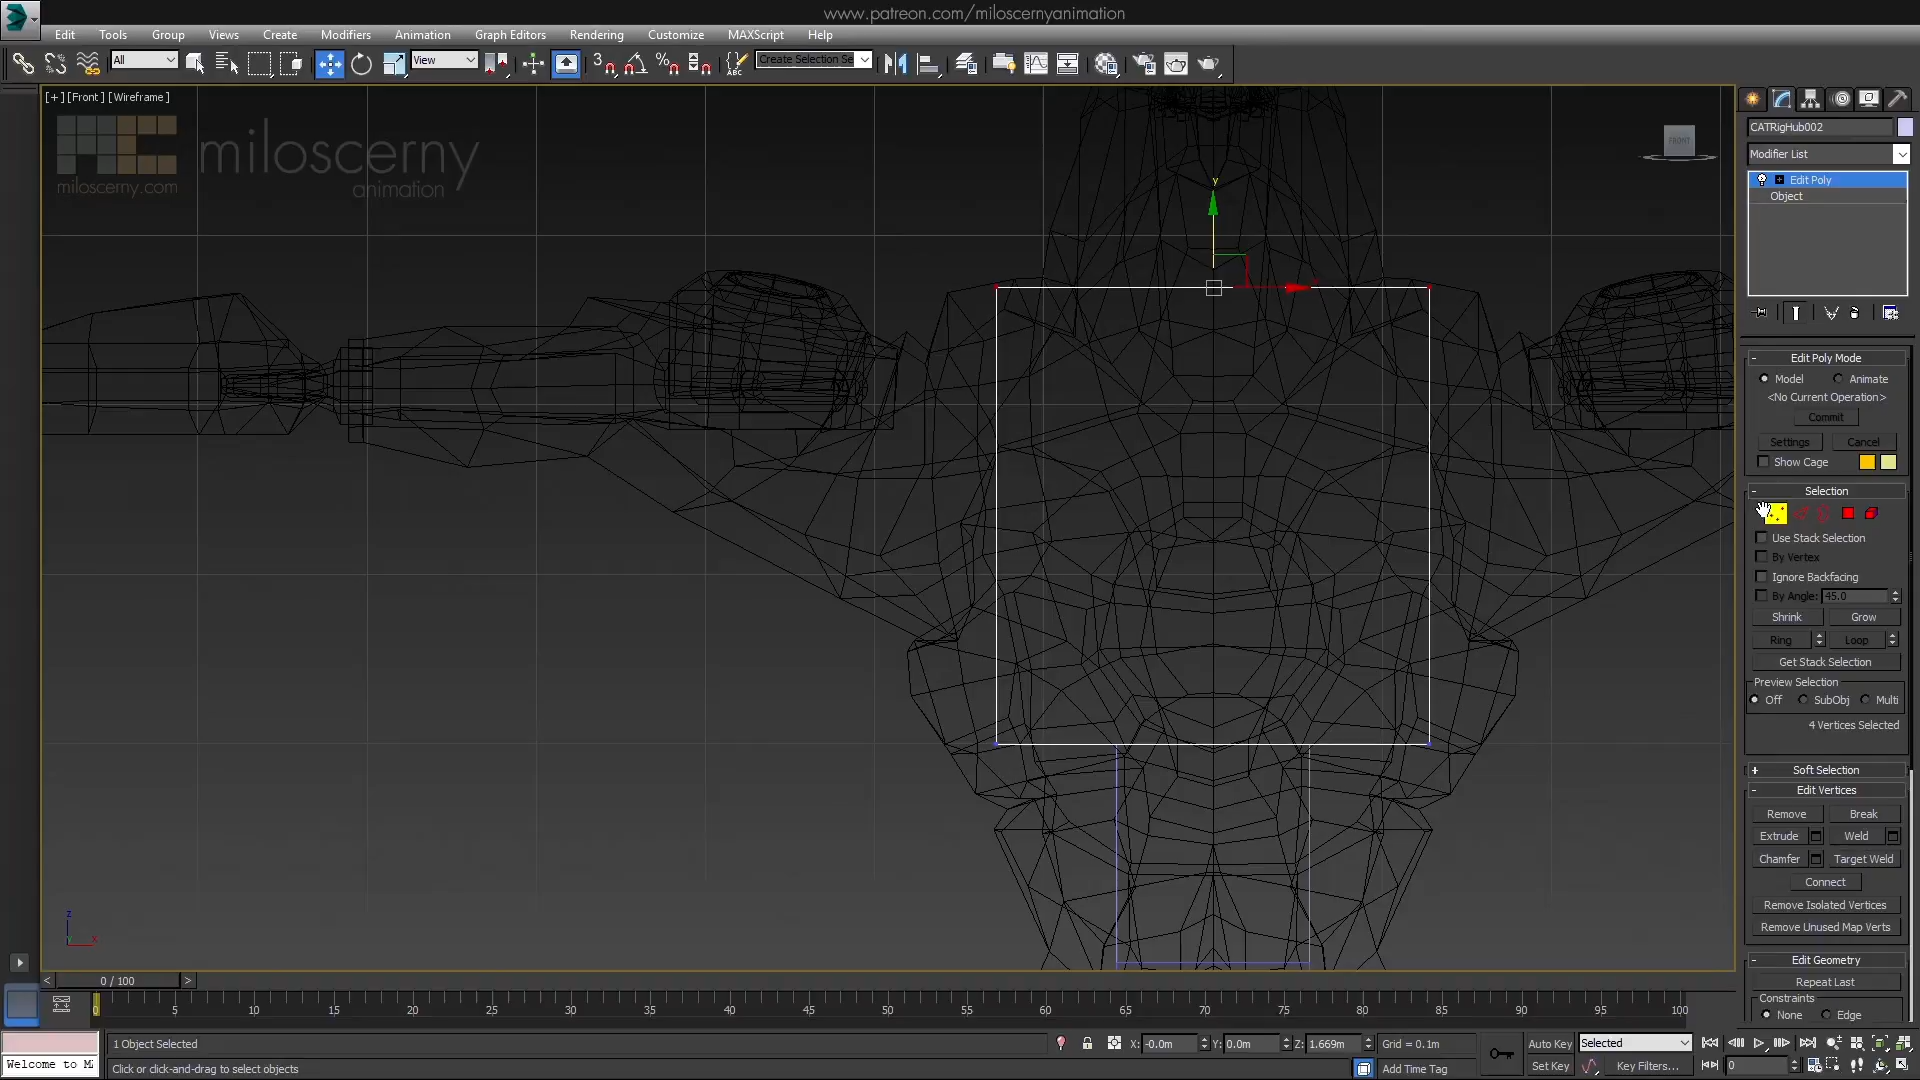 www.patreon.com/miloscernyanimation
Edit Tools Group Views Create Modifiers Animation Graph Editors Rendering Customize MAXScript Help
All View 3 % ABC Create Selection Se
[+] [Front] [Wireframe]
miloscerny
animation
miloscerny.com
FRONT
y
z
x
CATRigHub002
Modifier List
Edit Poly
Object
Edit Poly Mode
Model Animate
<No Current Operation>
Commit
Settings Cancel
Show Cage
Selection
Use Stack Selection
By Vertex
Ignore Backfacing
By Angle: 45.0
Shrink Grow
Ring Loop
Get Stack Selection
Preview Selection
Off SubObj Multi
4 Vertices Selected
Soft Selection
Edit Vertices
Remove Break
Extrude Weld
Chamfer Target Weld
Connect
Remove Isolated Vertices
Remove Unused Map Verts
Edit Geometry
Repeat Last
Constraints
None Edge
< 0 / 100 >
0 5 10 15 20 25 30 35 40 45 50 55 60 65 70 75 80 85 90 95 100
1 Object Selected X: -0.0m Y: 0.0m Z: 1.669m Grid = 0.1m Auto Key Selected
Welcome to M Click or click-and-drag to select objects Add Time Tag Set Key Key Filters... 0